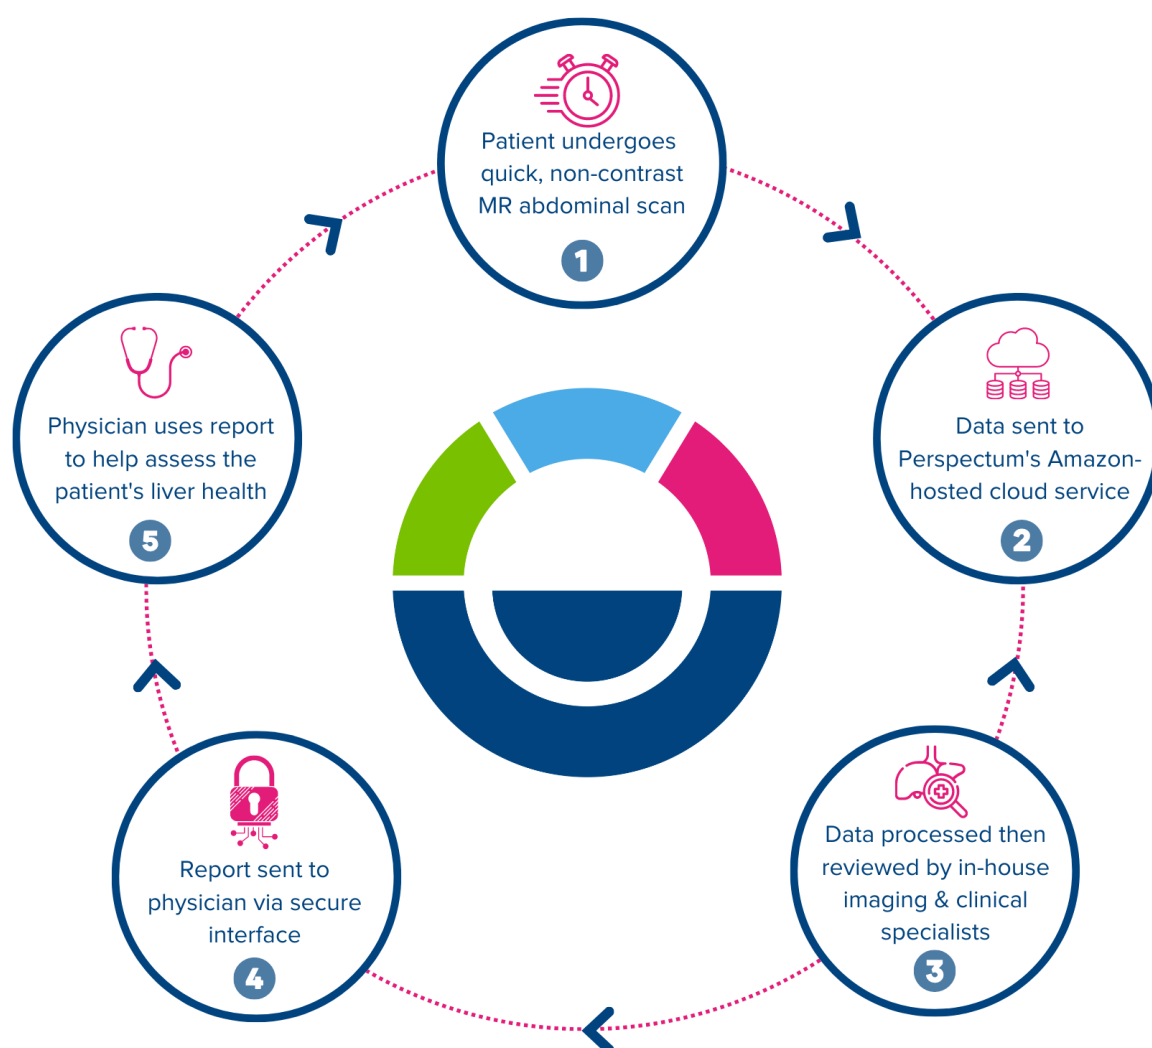 Patient undergoes
quick, non-contrast
MR abdominal scan
1
Data sent to
Perspectum's Amazon-
hosted cloud service
2
Data processed then
reviewed by in-house
imaging & clinical
specialists
3
Report sent to
physician via secure
interface
4
Physician uses report
to help assess the
patient's liver health
5